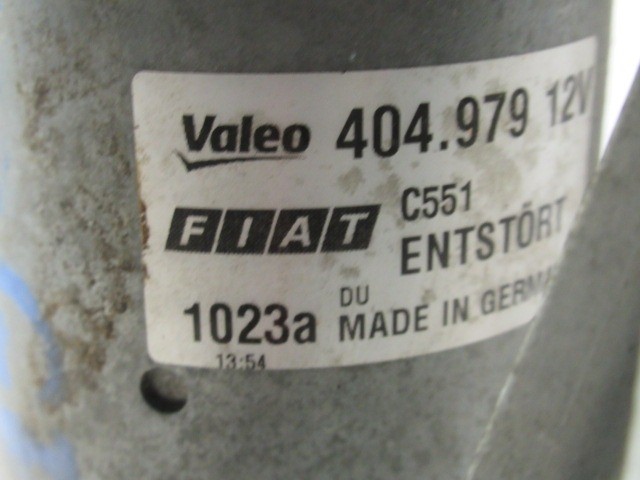 Valeo 404.979 12V
FIAT C551
ENTSTÖRT
1023a DU
MADE IN GERMA
13:54